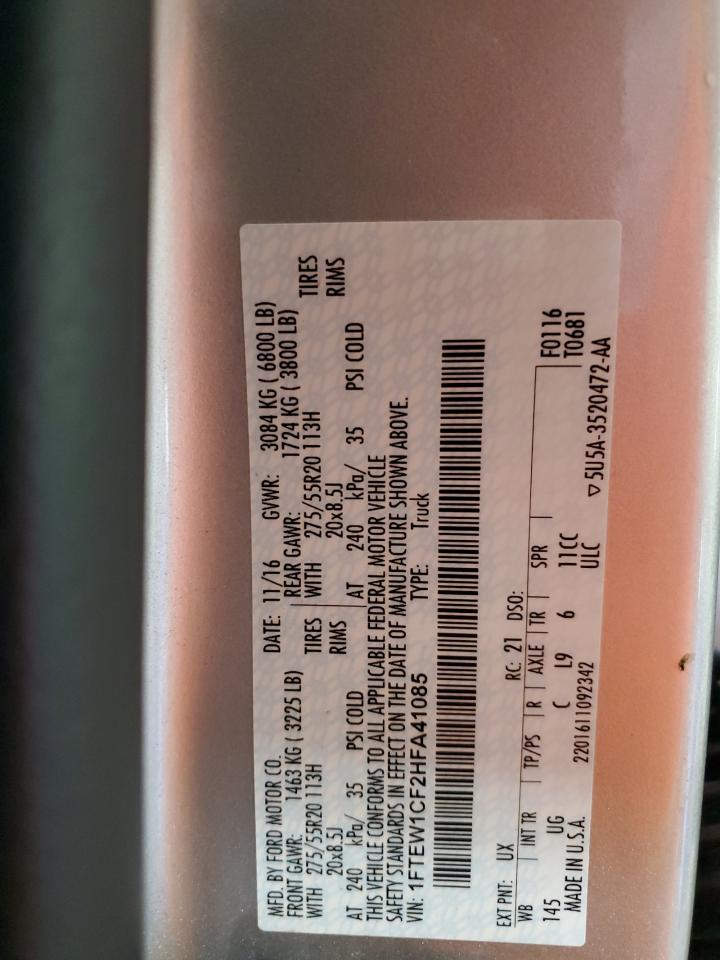 MFD. BY FORD MOTOR CO. DATE: 11/16 GVWR: 3084 KG ( 6800 LB)
FRONT GAWR: 1463 KG ( 3225 LB) REAR GAWR: 1724 KG ( 3800 LB)
WITH 275/55R20 113H TIRES WITH 275/55R20 113H TIRES
20x8.5J RIMS 20x8.5J RIMS
AT 240 kPa/ 35 PSI COLD AT 240 kPa/ 35 PSI COLD
THIS VEHICLE CONFORMS TO ALL APPLICABLE FEDERAL MOTOR VEHICLE
SAFETY STANDARDS IN EFFECT ON THE DATE OF MANUFACTURE SHOWN ABOVE.
VIN: 1FTEW1CF2HFA41085 TYPE: Truck
EXT PNT: UX RC: 21 DSO:
WB INT TR TP/PS R AXLE TR SPR F0116
145 UG C L9 6 11CC T0681
MADE IN U.S.A. 2201611092342 ULC ▽5U5A-3520472-AA